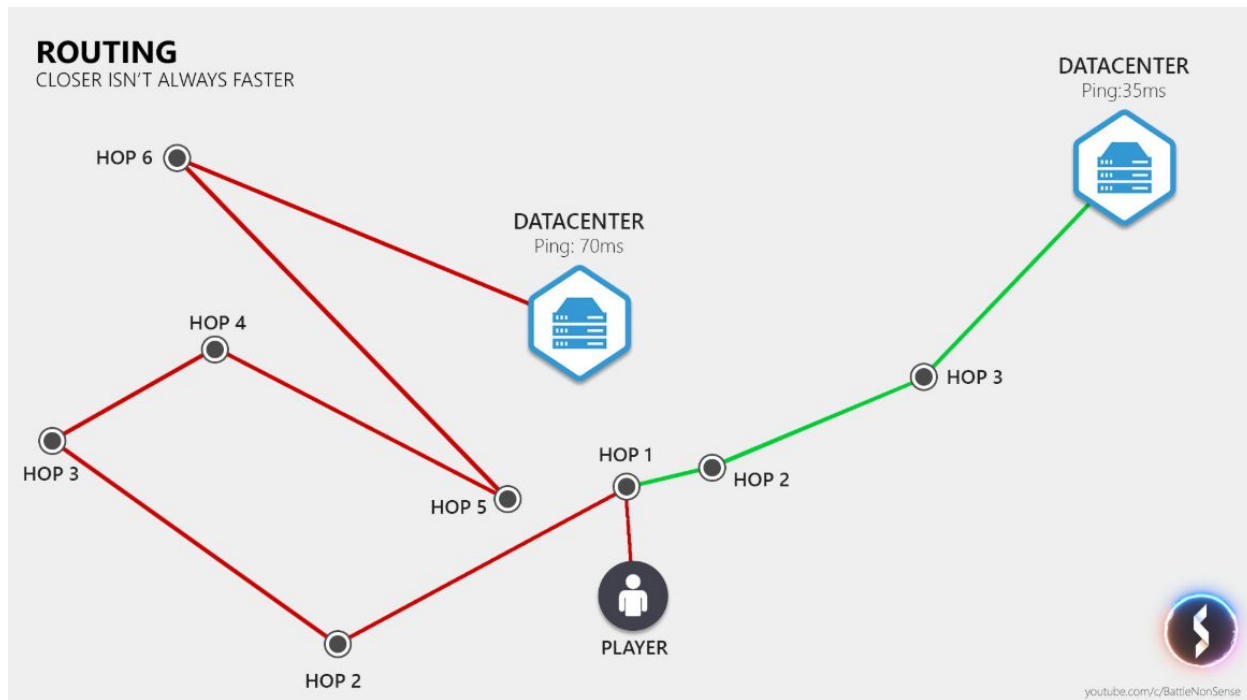 ROUTING
CLOSER ISN'T ALWAYS FASTER
DATACENTER
Ping:35ms
HOP 6
DATACENTER
Ping: 70ms
HOP 4
HOP 3
HOP 3
HOP 1
HOP 2
HOP 5
PLAYER
HOP 2
youtube.com/c/BattleNonSense